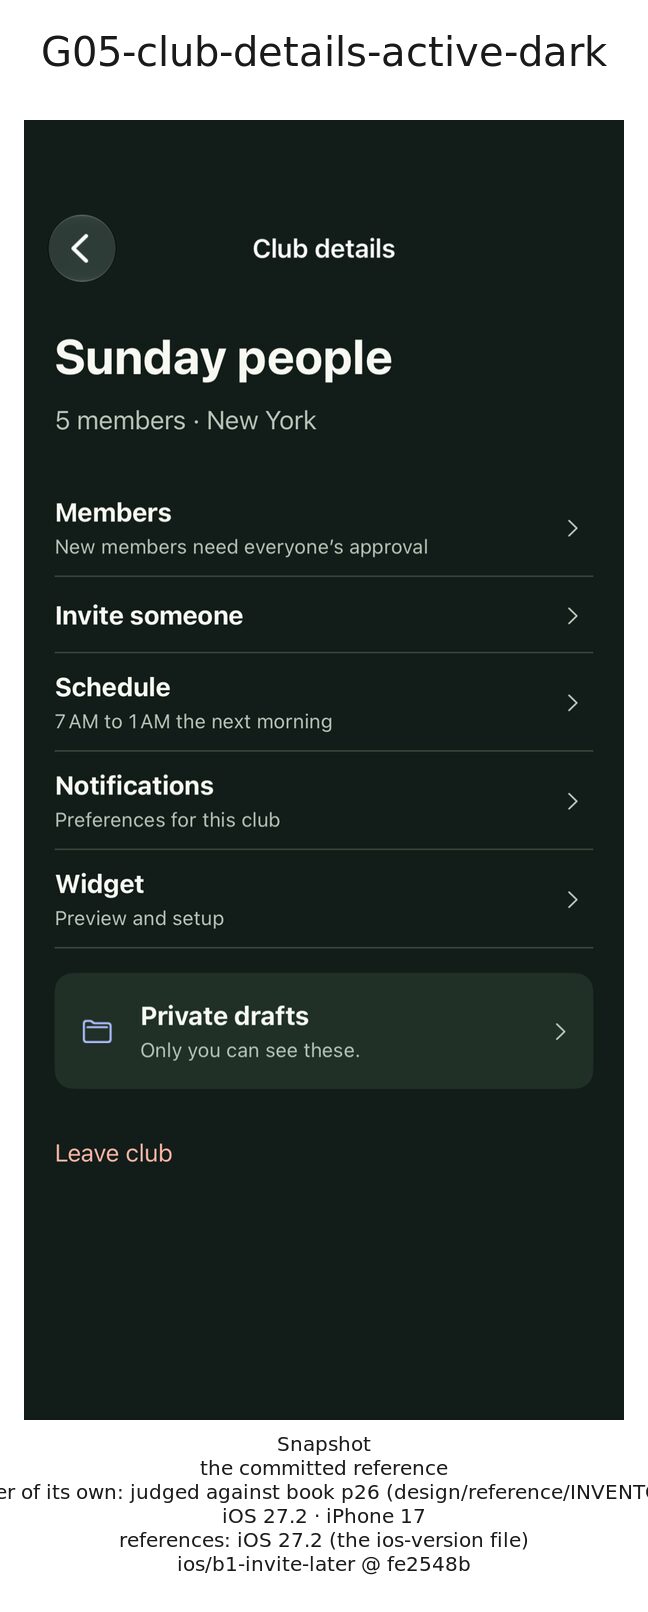 G05-club-details-active-dark
Club details
Sunday people
5 members · New York
Members
New members need everyone’s approval
Invite someone
Schedule
7 AM to 1 AM the next morning
Notifications
Preferences for this club
Widget
Preview and setup
Private drafts
Only you can see these.
Leave club
Snapshot
the committed reference
of its own: judged against book p26 (design/reference/
iOS 27.2 · iPhone 17
references: iOS 27.2 (the ios-version file)
ios/b1-invite-later @ fe2548b